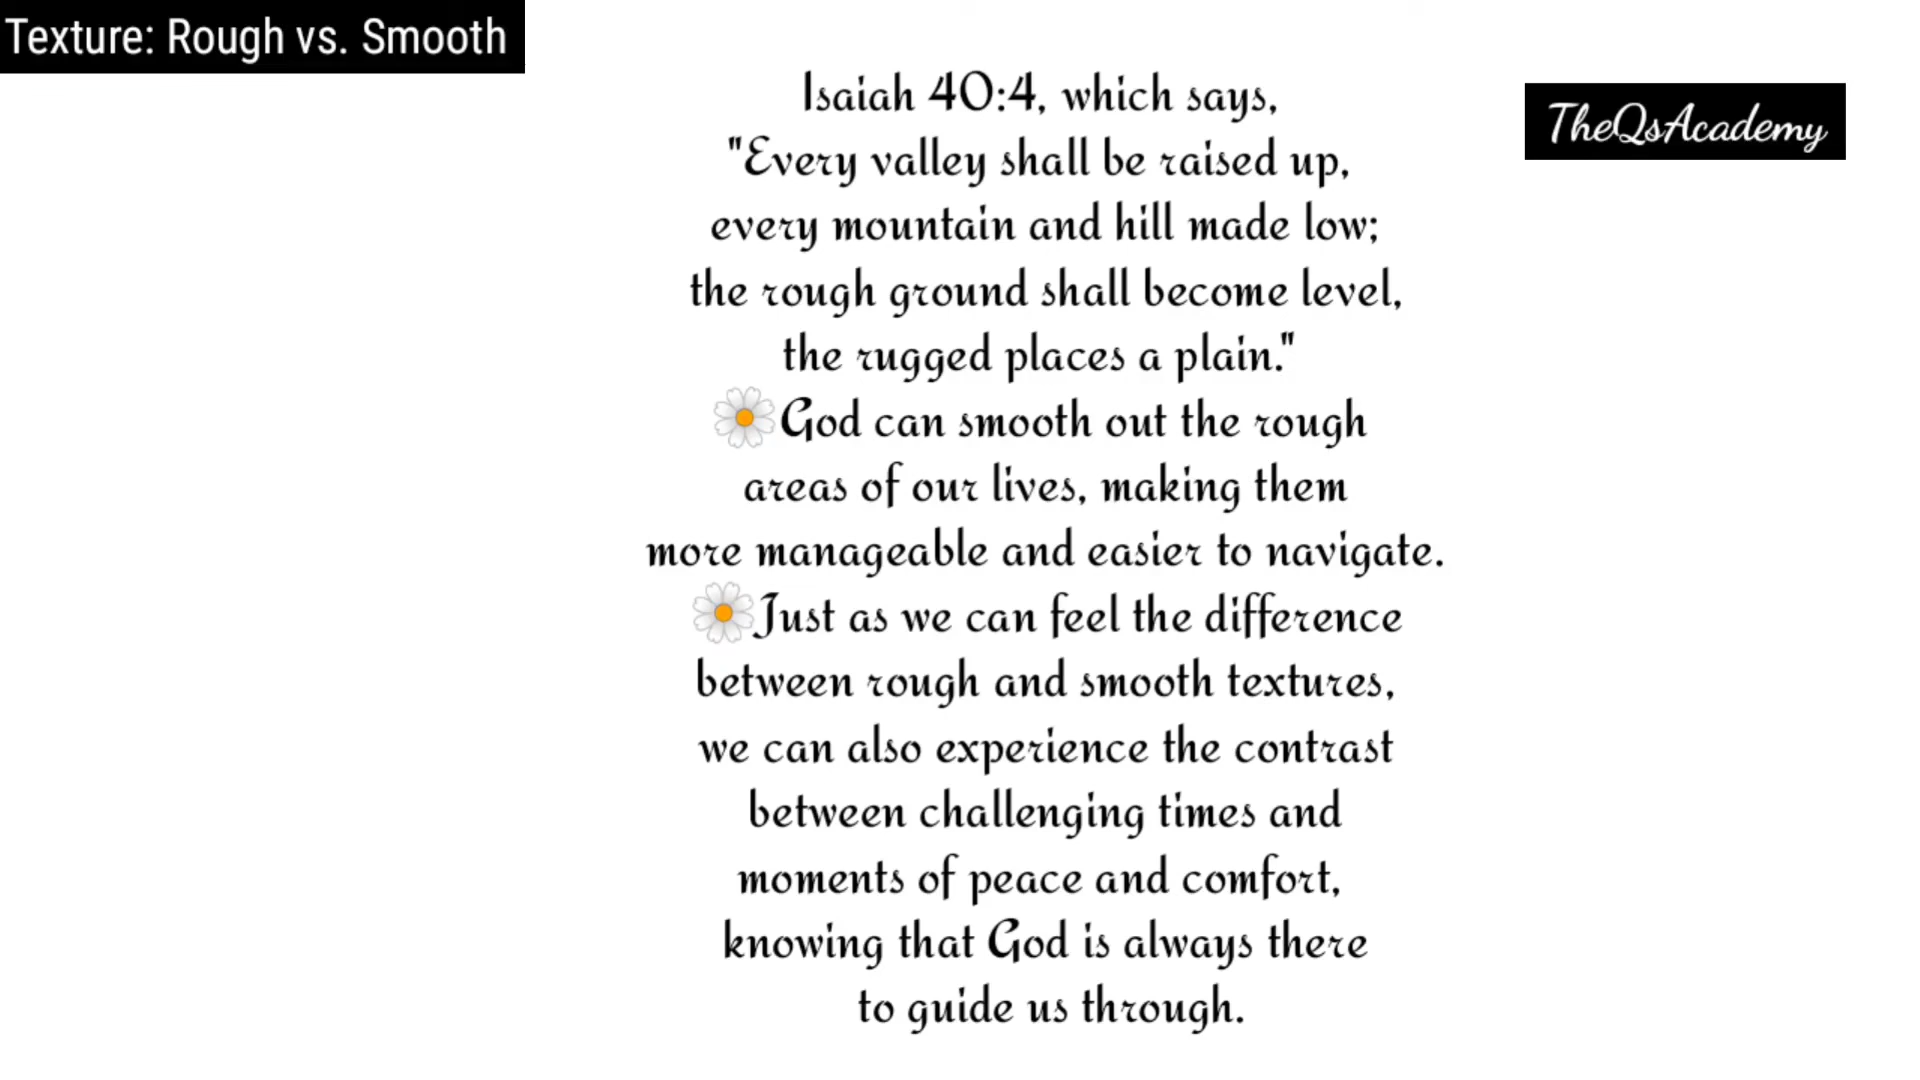 Texture: Rough vs. Smooth
TheQsAcademy
Isaiah 40:4, which says,
"Every valley shall be raised up,
every mountain and hill made low;
the rough ground shall become level,
the rugged places a plain."
God can smooth out the rough
areas of our lives, making them
more manageable and easier to navigate.
Just as we can feel the difference
between rough and smooth textures,
we can also experience the contrast
between challenging times and
moments of peace and comfort,
knowing that God is always there
to guide us through.